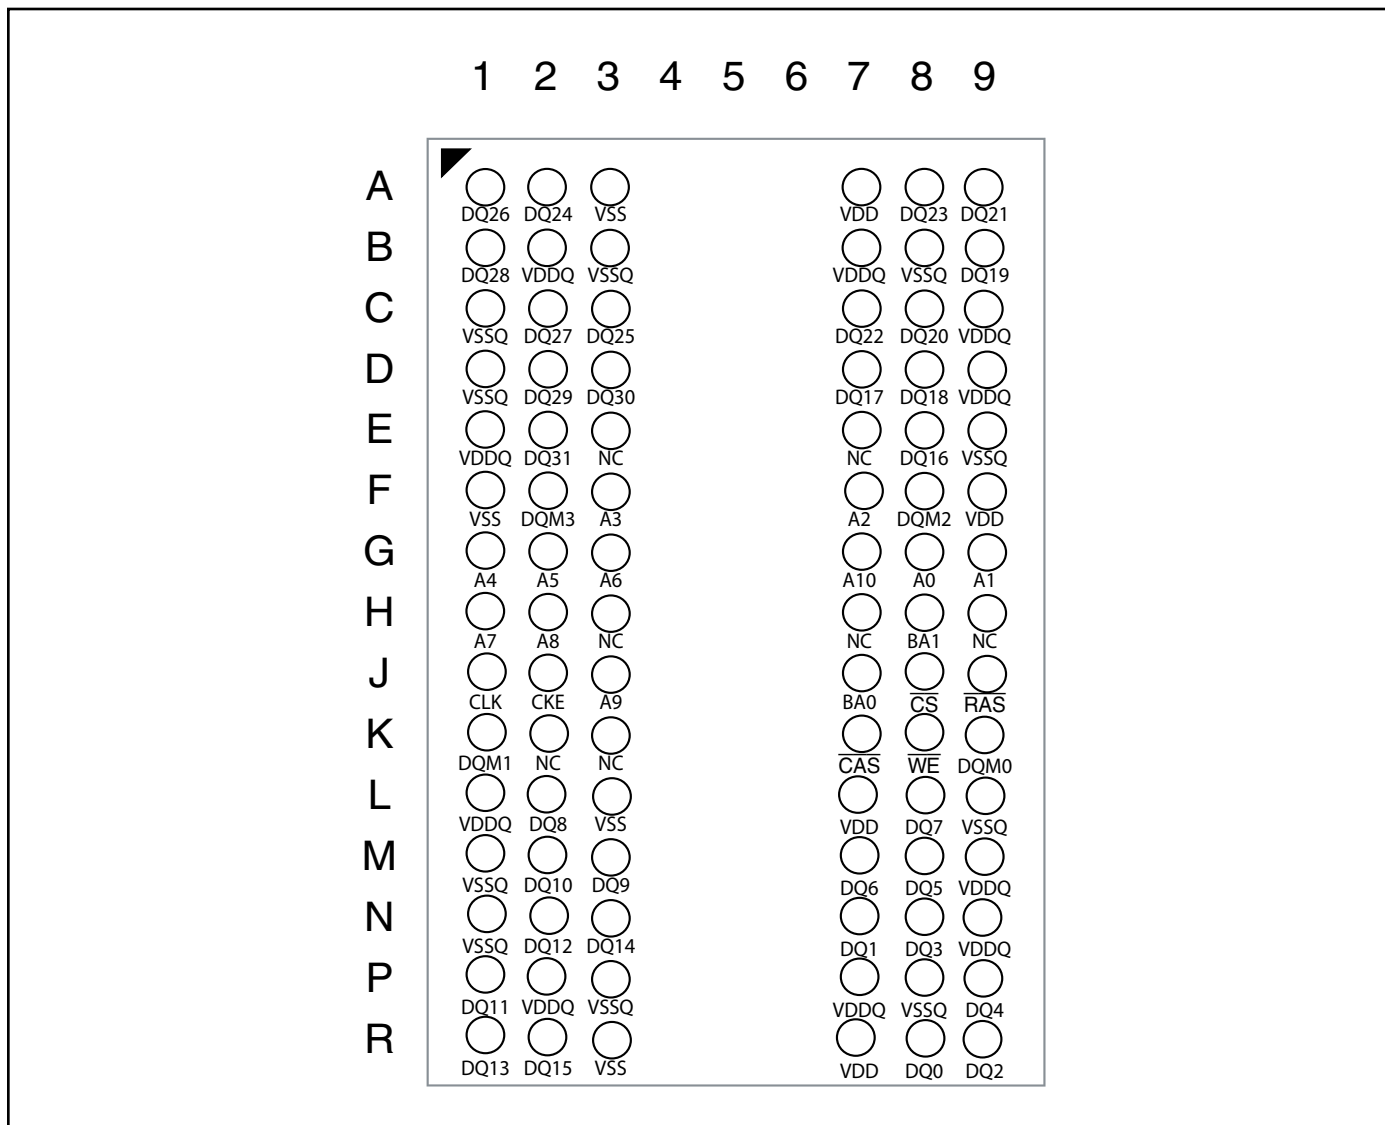 1 2 3 4 5 6 7 8 9
A
DQ26 DQ24 VSS VDD DQ23 DQ21
B
DQ28 VDDQ VSSQ VDDQ VSSQ DQ19
C
VSSQ DQ27 DQ25 DQ22 DQ20 VDDQ
D
VSSQ DQ29 DQ30 DQ17 DQ18 VDDQ
E
VDDQ DQ31 NC NC DQ16 VSSQ
F
VSS DQM3 A3 A2 DQM2 VDD
G
A4 A5 A6 A10 A0 A1
H
A7 A8 NC NC BA1 NC
J
CLK CKE A9 BA0 C̅S̅ R̅A̅S̅
K
DQM1 NC NC C̅A̅S̅ W̅E̅ DQM0
L
VDDQ DQ8 VSS VDD DQ7 VSSQ
M
VSSQ DQ10 DQ9 DQ6 DQ5 VDDQ
N
VSSQ DQ12 DQ14 DQ1 DQ3 VDDQ
P
DQ11 VDDQ VSSQ VDDQ VSSQ DQ4
R
DQ13 DQ15 VSS VDD DQ0 DQ2